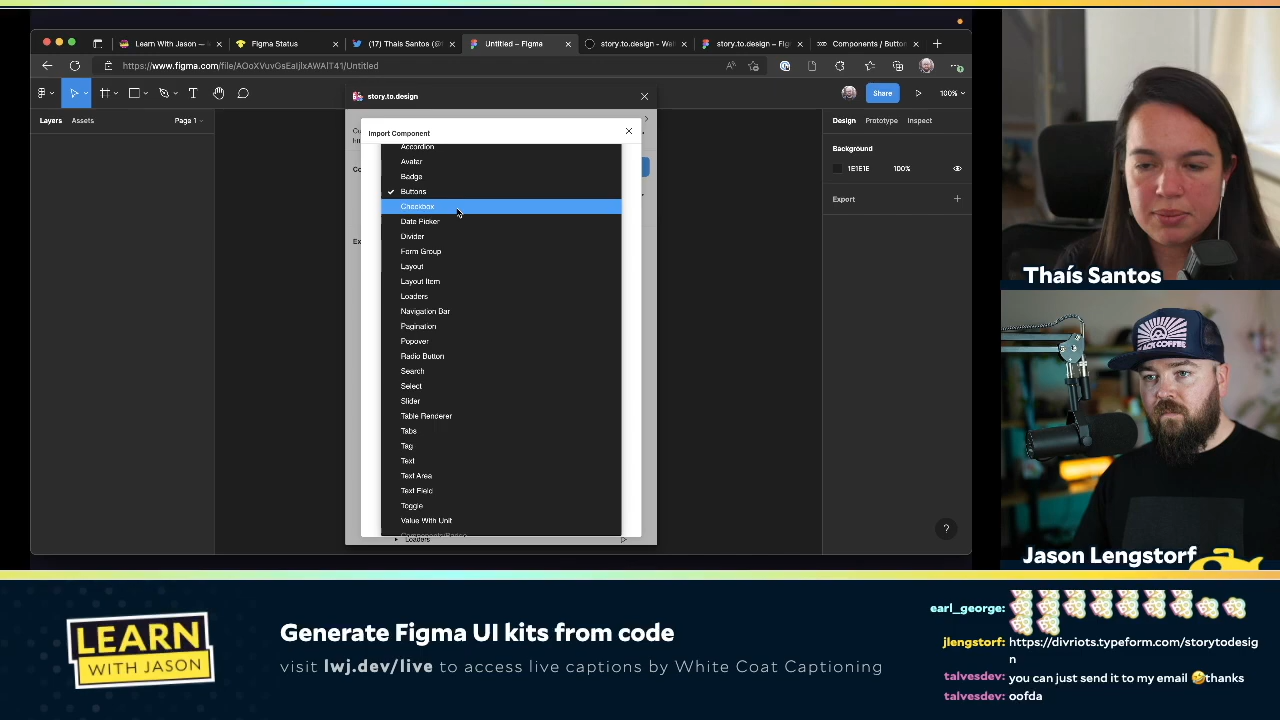 Learn With Jason — ×
Figma Status ×
(17) Thaís Santos (@ ×
Untitled – Figma ×
story.to.design - We ×
story.to.design – Fig ×
Components / Button ×
https://www.figma.com/file/
/Untitled
Share
100%
Layers
Assets
Page 1
story.to.design
Design
Prototype
Inspect
Background
1E1E1E
100%
Export
Import Component
Accordion
Avatar
Badge
Buttons
Checkbox
Date Picker
Divider
Form Group
Layout
Layout Item
Loaders
Navigation Bar
Pagination
Popover
Radio Button
Search
Select
Slider
Table Renderer
Tabs
Tag
Text
Text Area
Text Field
Toggle
Value With Unit
Loaders
?
Thaís Santos
Jason Lengstorf
LEARN
WITH JASON
Generate Figma UI kits from code
visit lwj.dev/live to access live captions by White Coat Captioning
earl_george:
jlengstorf: https://divriots.typeform.com/storytodesig
n
talvesdev: you can just send it to my email 🤣thanks
talvesdev: oofda